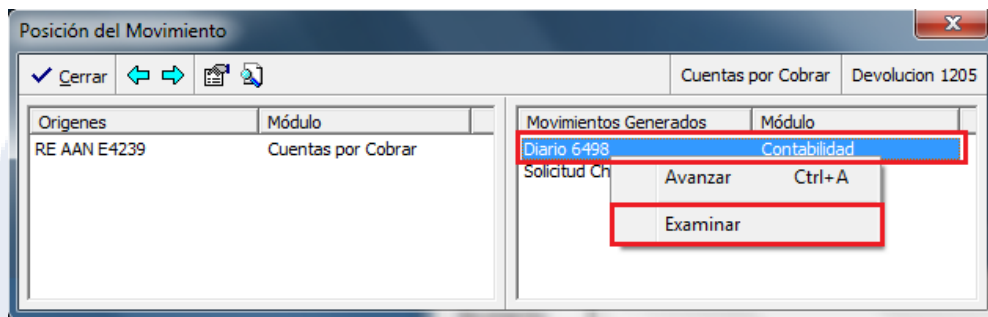 Posición del Movimiento
Cerrar
Cuentas por Cobrar
Devolucion 1205
Origenes Módulo
RE AAN E4239 Cuentas por Cobrar
Movimientos Generados Módulo
Diario 6498 Contabilidad
Solicitud Ch
Avanzar Ctrl+A
Examinar